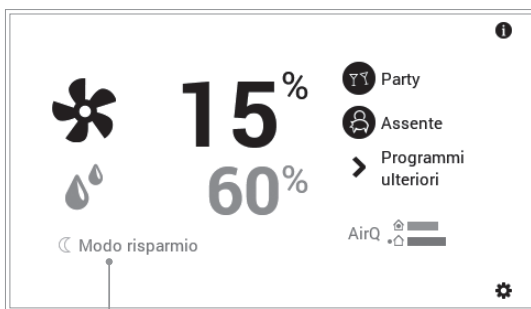 15%
Party
Assente
Programmi
ulteriori
60%
AirQ
Modo risparmio